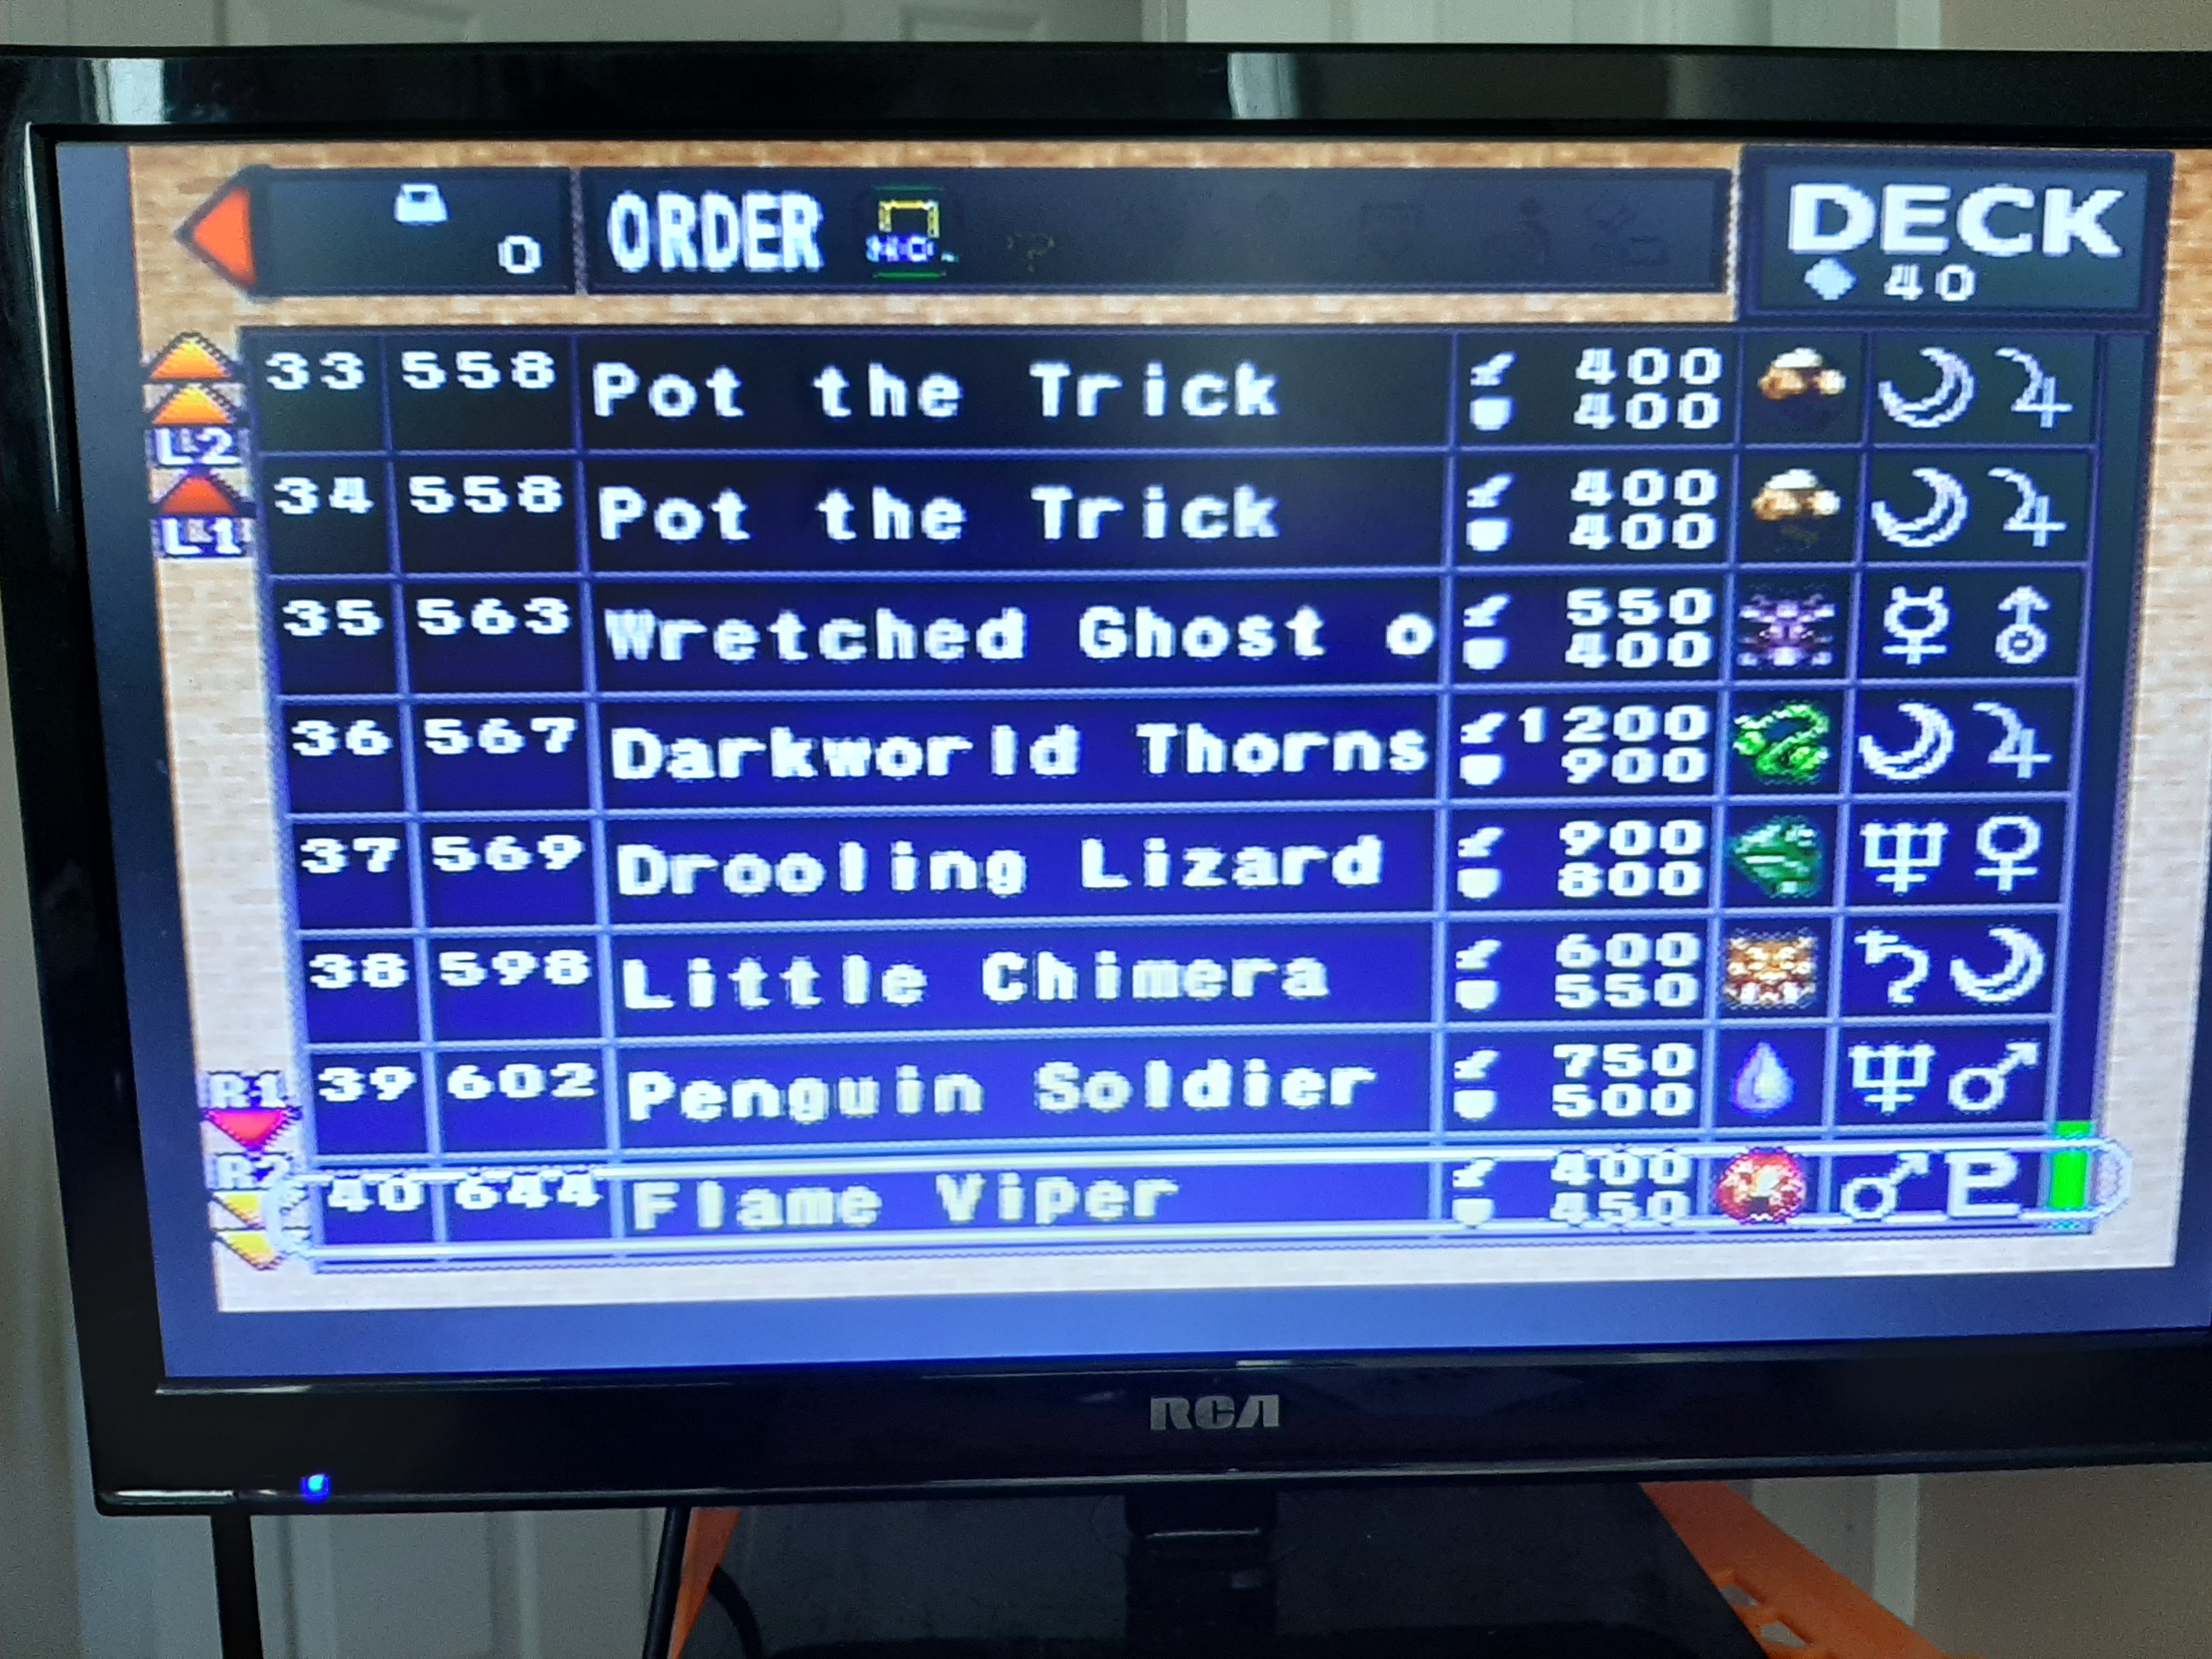 0 ORDER NO. DECK
40
L2
L1
33 558 Pot the Trick 400
400
34 558 Pot the Trick 400
400
35 563 Wretched Ghost o 550
400
36 567 Darkworld Thorns 1200
900
37 569 Drooling Lizard 900
800
38 598 Little Chimera 600
550
R1 39 602 Penguin Soldier 750
500
R2 40 644 Flame Viper 400
450
RCA